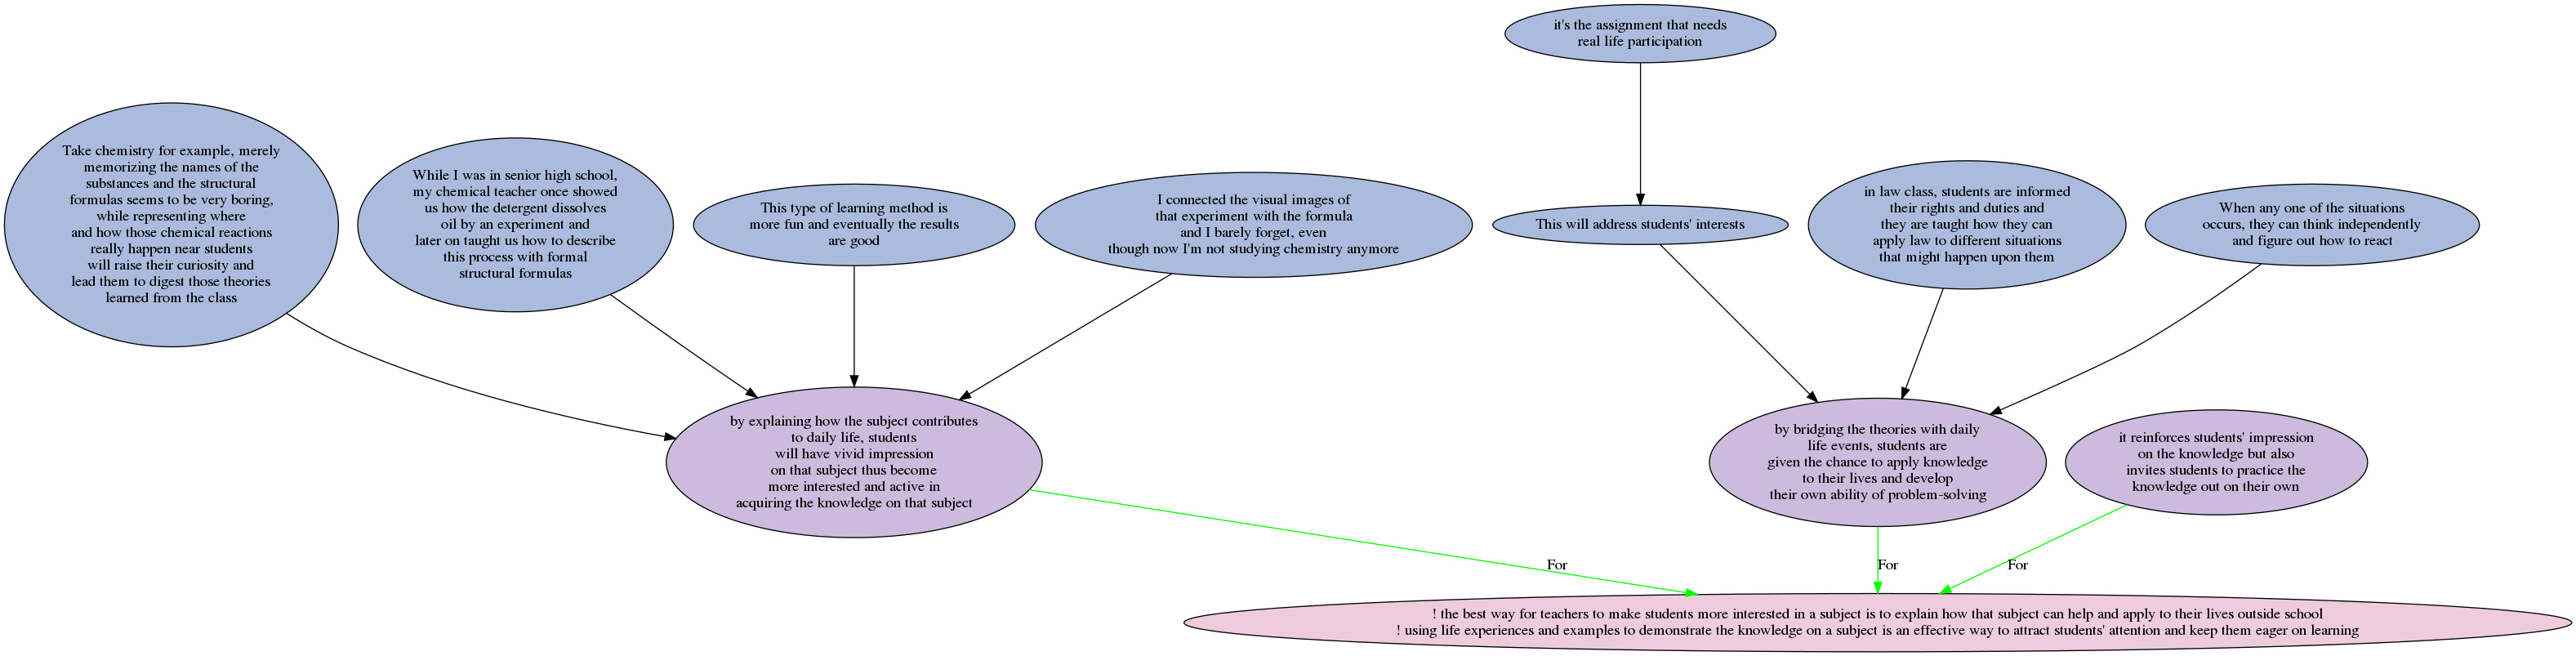 it's the assignment that needs
real life participation
Take chemistry for example, merely
memorizing the names of the
substances and the structural
formulas seems to be very boring,
while representing where
and how those chemical reactions
really happen near students
will raise their curiosity and
lead them to digest those theories
learned from the class
While I was in senior high school,
my chemical teacher once showed
us how the detergent dissolves
oil by an experiment and
later on taught us how to describe
this process with formal
structural formulas
This type of learning method is
more fun and eventually the results
are good
I connected the visual images of
that experiment with the formula
and I barely forget, even
though now I'm not studying chemistry anymore
This will address students' interests
in law class, students are informed
their rights and duties and
they are taught how they can
apply law to different situations
that might happen upon them
When any one of the situations
occurs, they can think independently
and figure out how to react
by explaining how the subject contributes
to daily life, students
will have vivid impression
on that subject thus become
more interested and active in
acquiring the knowledge on that subject
by bridging the theories with daily
life events, students are
given the chance to apply knowledge
to their lives and develop
their own ability of problem-solving
it reinforces students' impression
on the knowledge but also
invites students to practice the
knowledge out on their own
For
For
For
! the best way for teachers to make students more interested in a subject is to explain how that subject can help and apply to their lives outside school
! using life experiences and examples to demonstrate the knowledge on a subject is an effective way to attract students' attention and keep them eager on learning